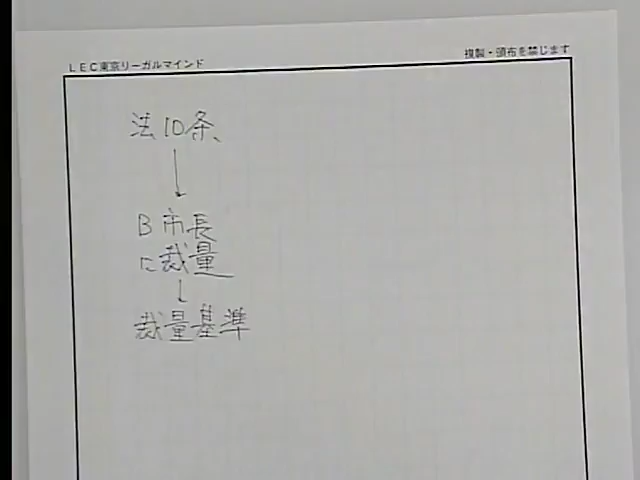 LEC東京リーガルマインド
複製・頒布を禁じます
法10条、
↓
B市長
に裁量
↓
裁量基準